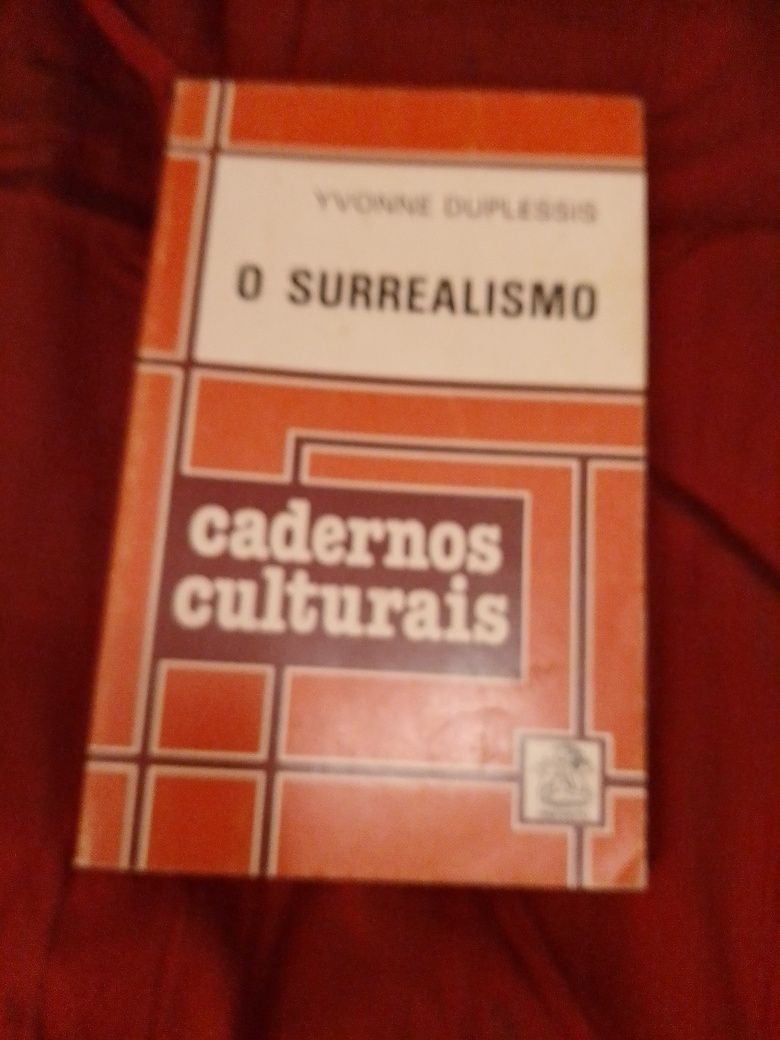 YVONNE DUPLESSIS
O SURREALISMO
cadernos
culturais